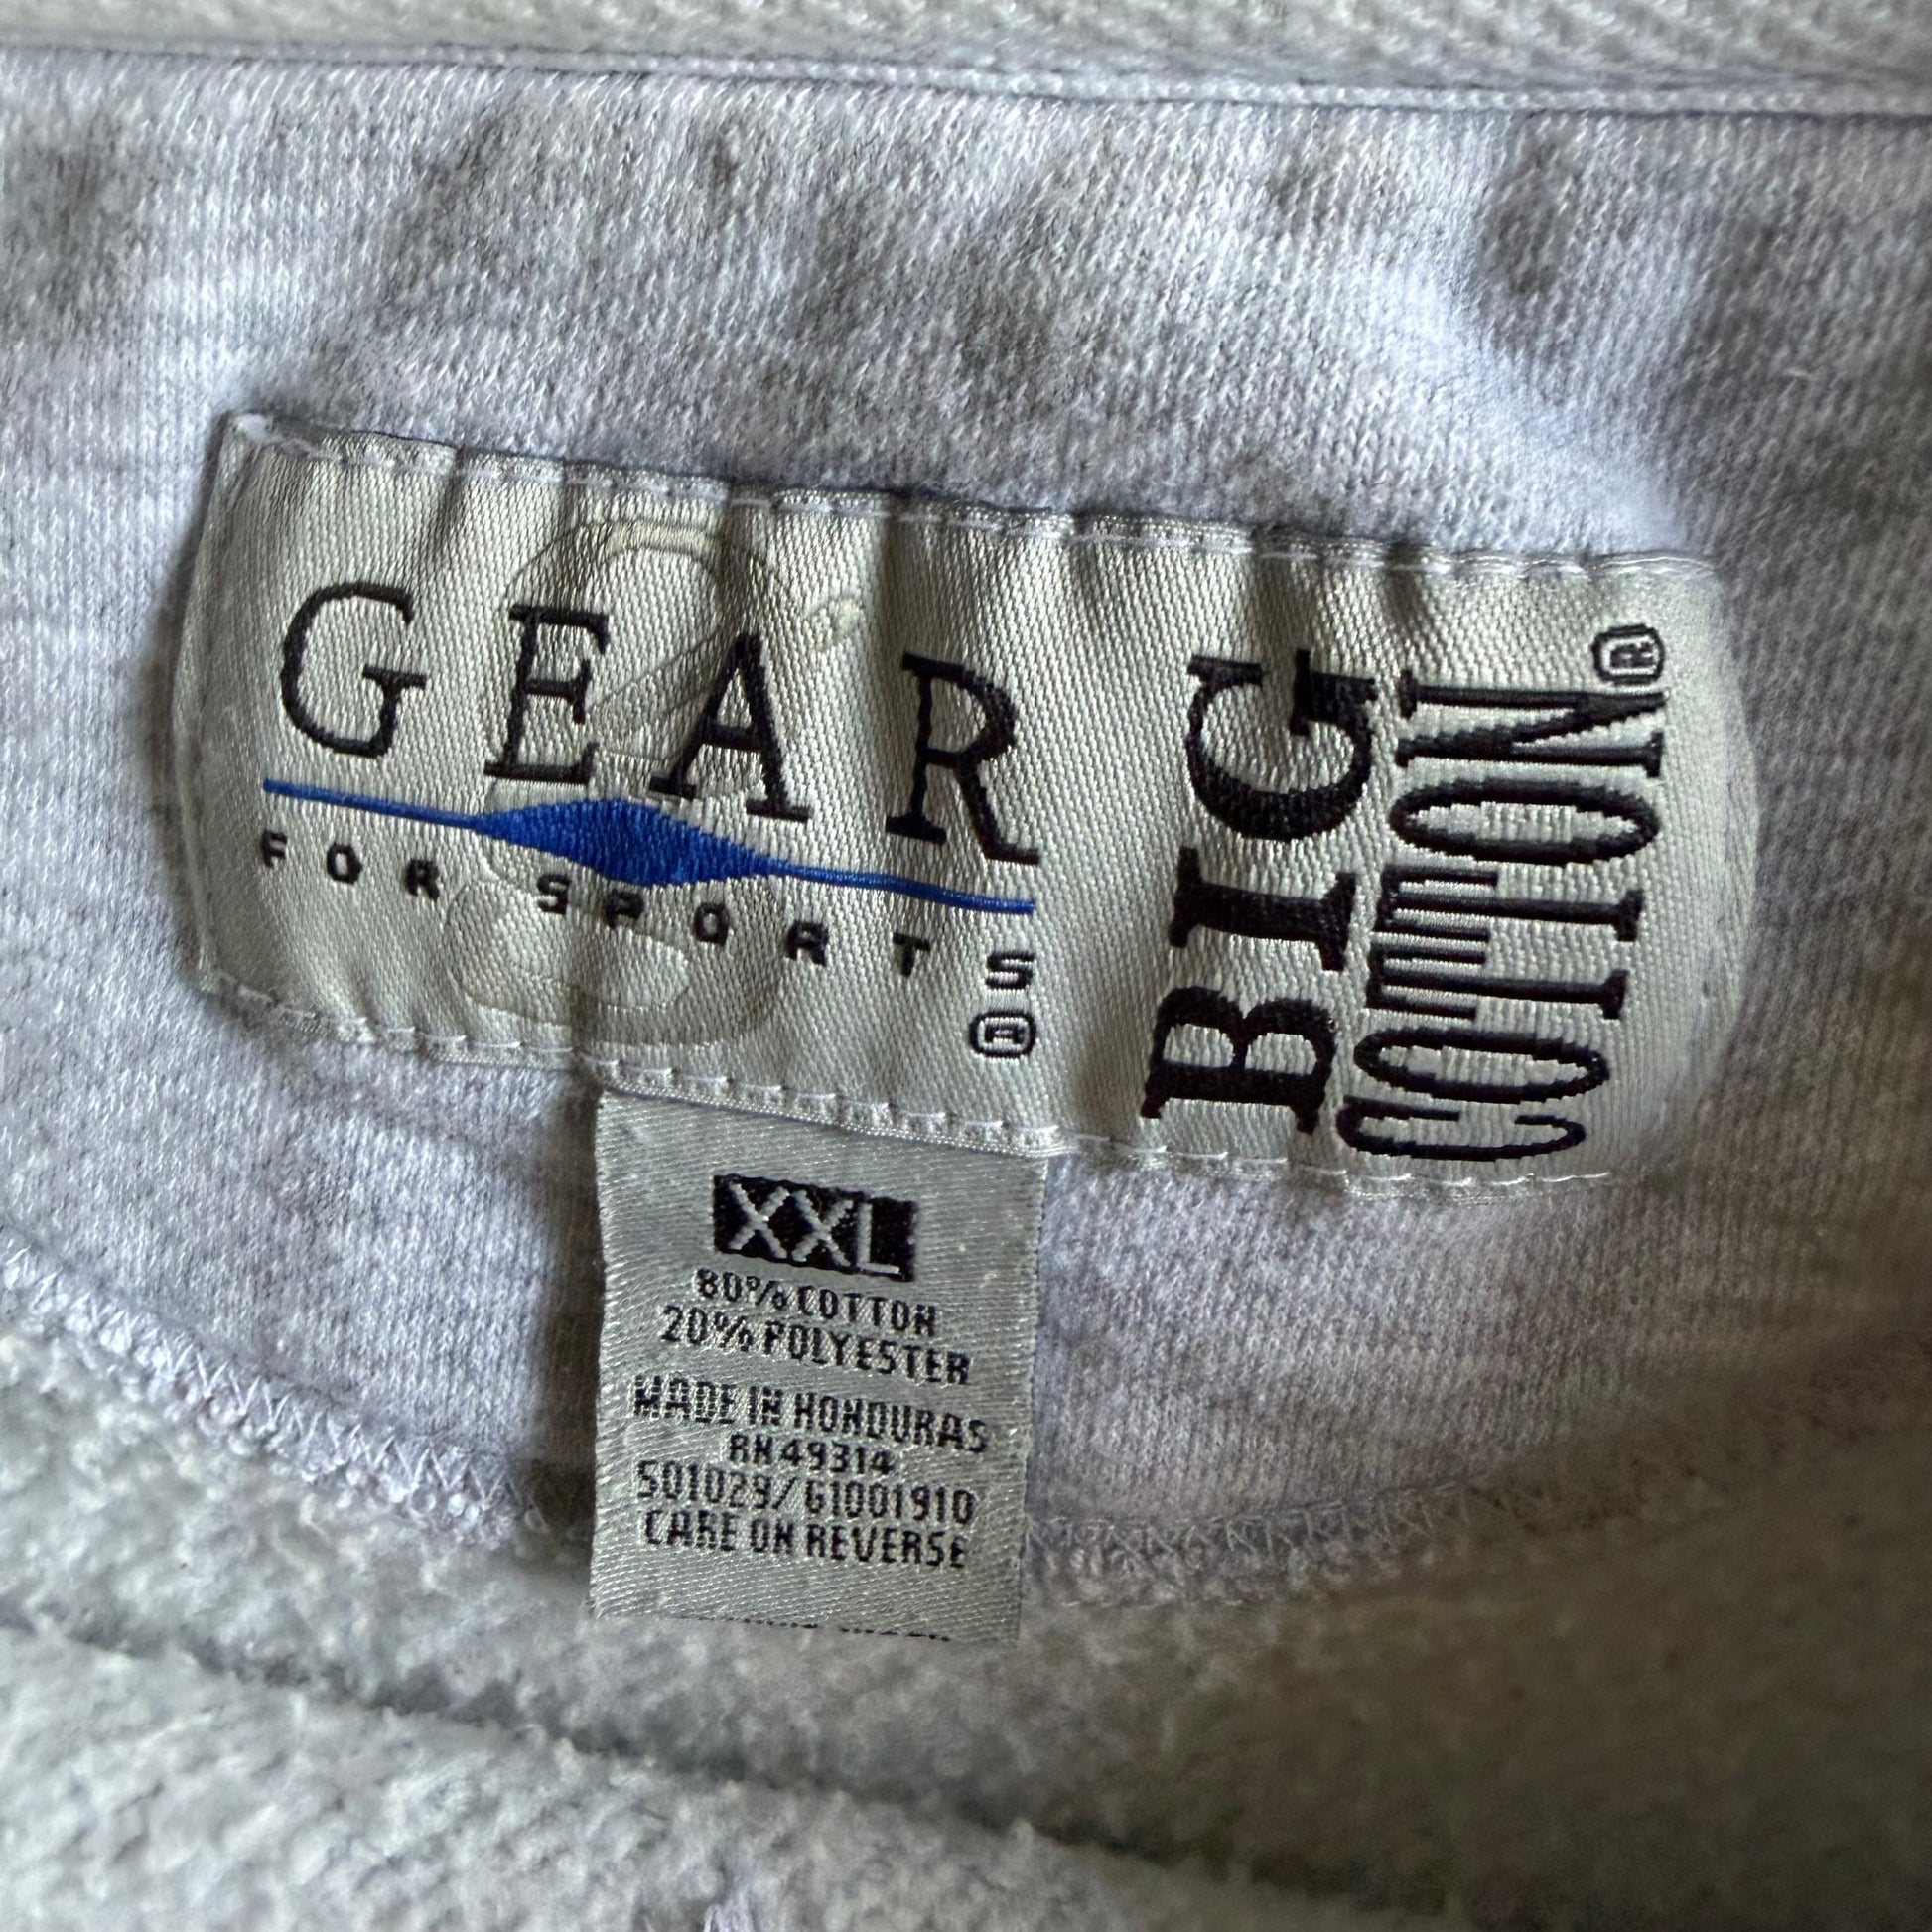 GEAR
FOR SPORTS®
BIG
COTTON®
XXL
80% COTTON
20% POLYESTER
MADE IN HONDURAS
RN 49314
S01029/G1001910
CARE ON REVERSE